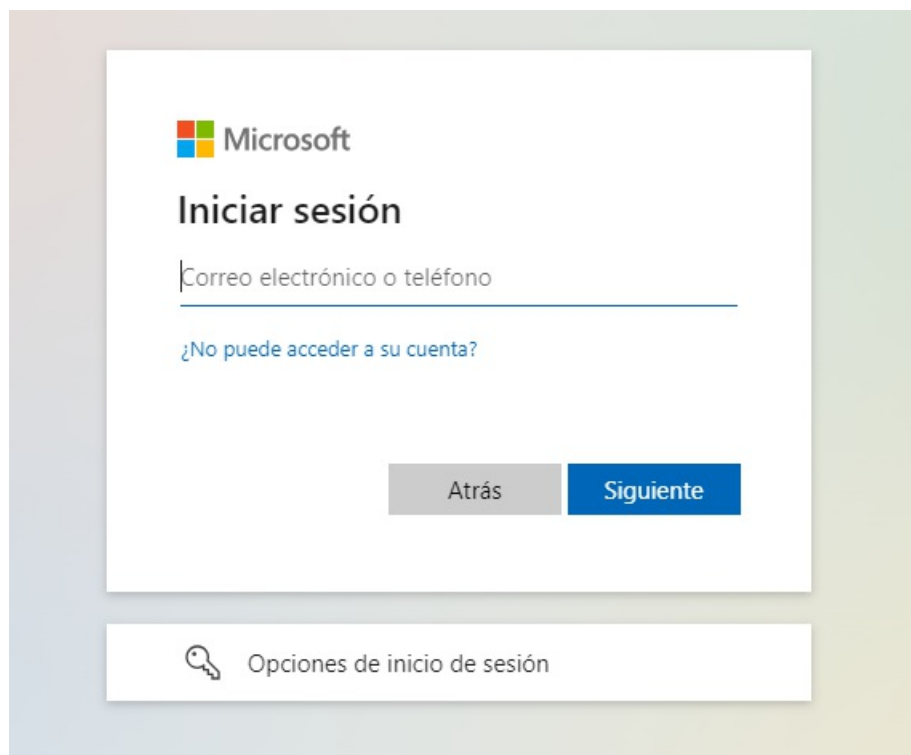 Microsoft
Iniciar sesión
Correo electrónico o teléfono
¿No puede acceder a su cuenta?
Atrás Siguiente
Opciones de inicio de sesión